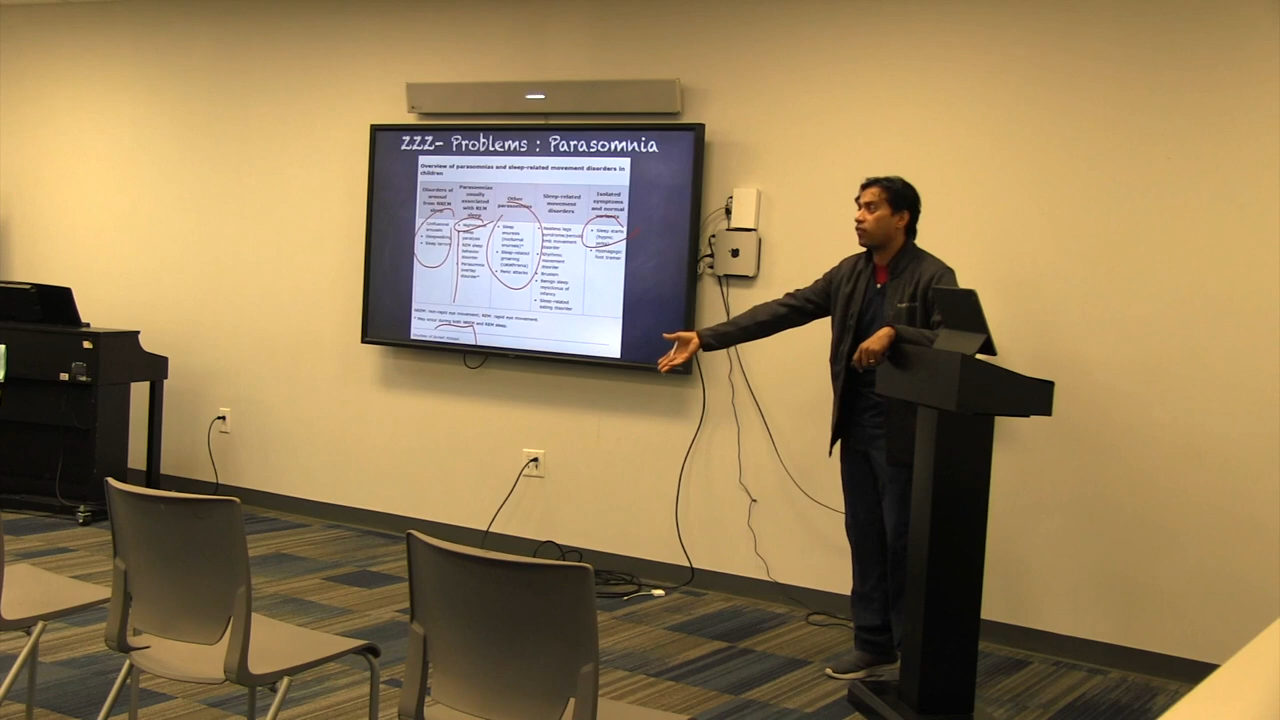 ZZZ- Problems : Parasomnia
Overview of parasomnias and sleep-related movement disorders in
children
Disorders of
arousal
from NREM
sleep
Confusional
arousals
Sleepwalking
Sleep terrors
Parasomnias
usually
associated
with REM
sleep
paralysis
REM sleep
behavior
disorder
Parasomnia
overlap
disorder*
Other
parasomnias
Sleep
enuresis
(nocturnal
enuresis)*
Sleep-related
groaning
(catathrenia)
Panic attacks
Sleep-related
movement
disorders
Restless legs
syndrome/periodic
limb movement
disorder
Rhythmic
movement
disorder
Bruxism
Benign sleep
myoclonus of
infancy
Sleep-related
eating disorder
Isolated
symptoms
and normal
variants
Sleep starts
(hypnic
jerks)
Hypnagogic
foot tremor
NREM: non-rapid eye movement; REM: rapid eye movement.
* May occur during both NREM and REM sleep.
Courtesy of